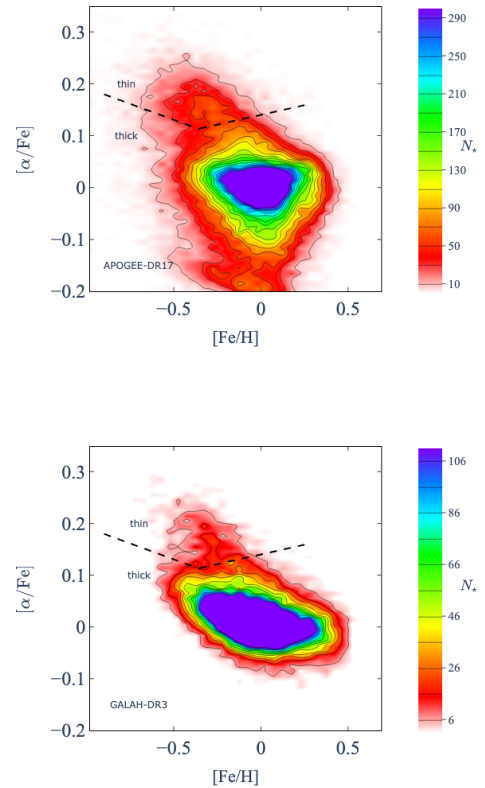 0.3
0.2
0.1
0
−0.1
−0.2
[α/Fe]
thin
thick
APOGEE-DR17
−0.5
0
0.5
[Fe/H]
290
250
210
170
130
90
50
10
N⋆
0.3
0.2
0.1
0
−0.1
−0.2
[α/Fe]
thin
thick
GALAH-DR3
−0.5
0
0.5
[Fe/H]
106
86
66
46
26
6
N⋆